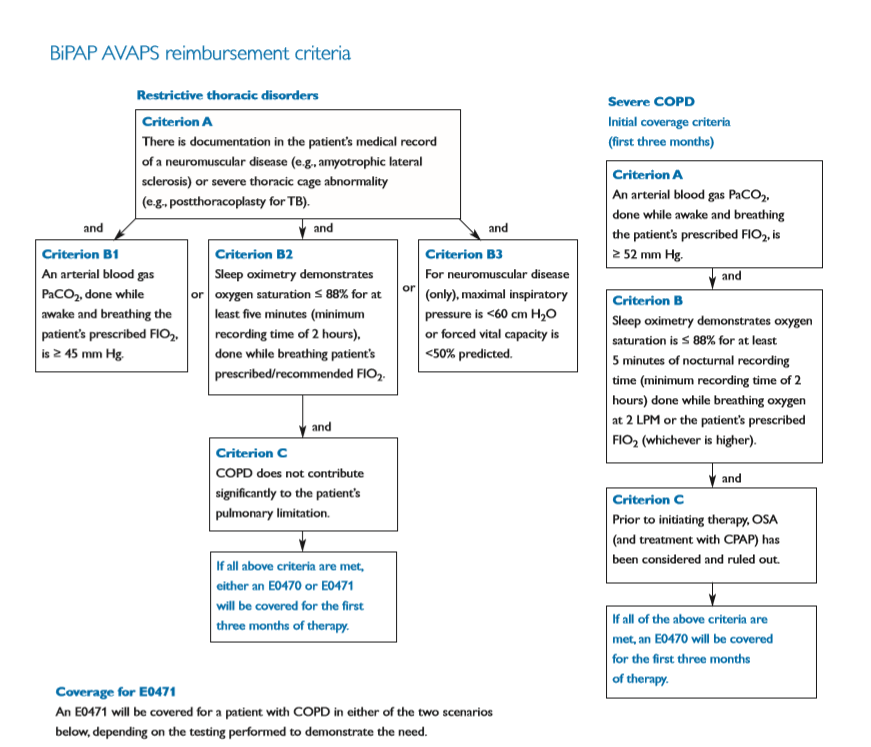 BiPAP AVAPS reimbursement criteria
Restrictive thoracic disorders
Criterion A
There is documentation in the patient's medical record
of a neuromuscular disease (e.g., amyotrophic lateral
sclerosis) or severe thoracic cage abnormality
(e.g., postthoracoplasty for TB).
and
and
and
Criterion B1
An arterial blood gas
PaCO₂, done while
awake and breathing the
patient's prescribed FIO₂,
is ≥ 45 mm Hg.
or
Criterion B2
Sleep oximetry demonstrates
oxygen saturation ≤ 88% for at
least five minutes (minimum
recording time of 2 hours),
done while breathing patient's
prescribed/recommended FIO₂.
or
Criterion B3
For neuromuscular disease
(only), maximal inspiratory
pressure is <60 cm H₂O
or forced vital capacity is
<50% predicted.
and
Criterion C
COPD does not contribute
significantly to the patient's
pulmonary limitation.
If all above criteria are met,
either an E0470 or E0471
will be covered for the first
three months of therapy.
Severe COPD
Initial coverage criteria
(first three months)
Criterion A
An arterial blood gas PaCO₂,
done while awake and breathing
the patient's prescribed FIO₂, is
≥ 52 mm Hg.
and
Criterion B
Sleep oximetry demonstrates oxygen
saturation is ≤ 88% for at least
5 minutes of nocturnal recording
time (minimum recording time of 2
hours) done while breathing oxygen
at 2 LPM or the patient's prescribed
FIO₂ (whichever is higher).
and
Criterion C
Prior to initiating therapy, OSA
(and treatment with CPAP) has
been considered and ruled out.
If all of the above criteria are
met, an E0470 will be covered
for the first three months
of therapy.
Coverage for E0471
An E0471 will be covered for a patient with COPD in either of the two scenarios
below, depending on the testing performed to demonstrate the need.